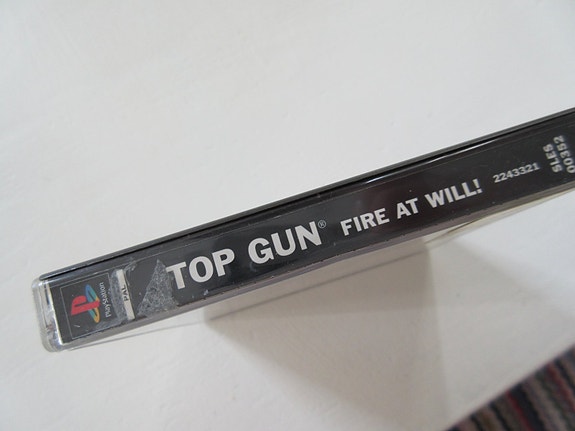 PlayStation
PAL
TOP GUN® FIRE AT WILL!
2243321
SLES
00352